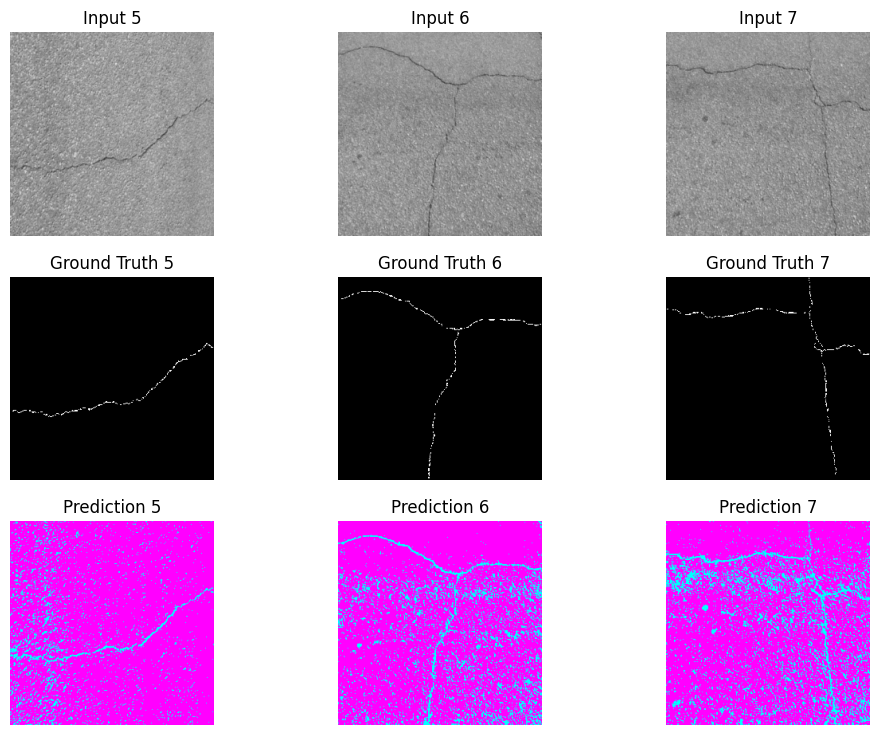 Input 5
Input 6
Input 7
Ground Truth 5
Ground Truth 6
Ground Truth 7
Prediction 5
Prediction 6
Prediction 7